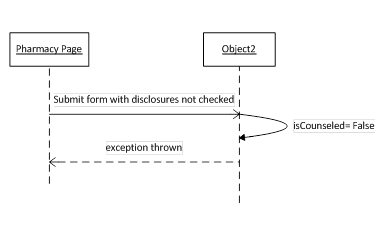 Pharmacy Page
Object2
Submit form with disclosures not checked
isCounseled= False
exception thrown